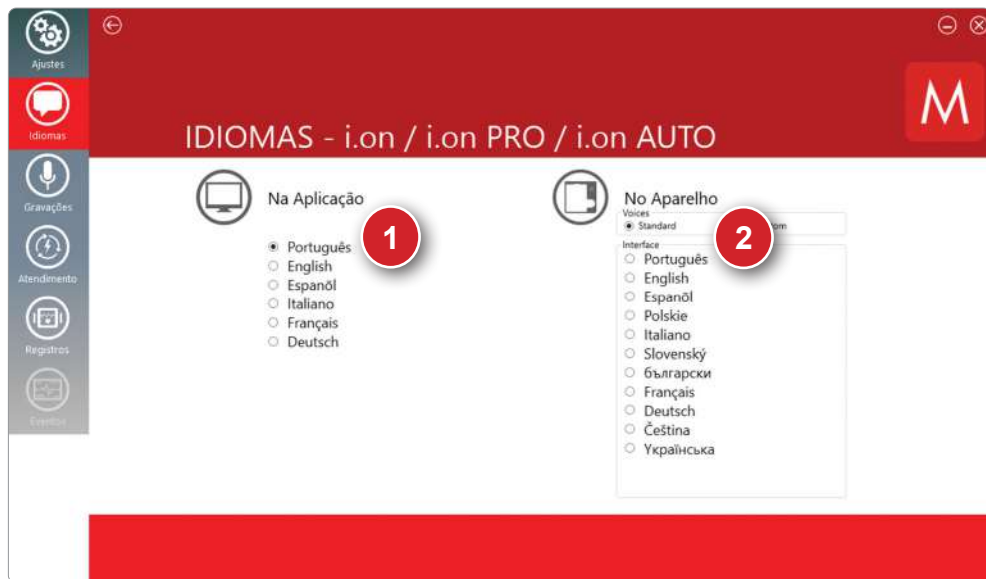 Ajustes
Idiomas
Gravações
Atendimento
Registros
Eventos
M
IDIOMAS - i.on / i.on PRO / i.on AUTO
Na Aplicação
1
Português
English
Espanõl
Italiano
Français
Deutsch
No Aparelho
Voices
Standard
2
Interface
Português
English
Espanõl
Polskie
Italiano
Slovenský
български
Français
Deutsch
Čeština
Українська